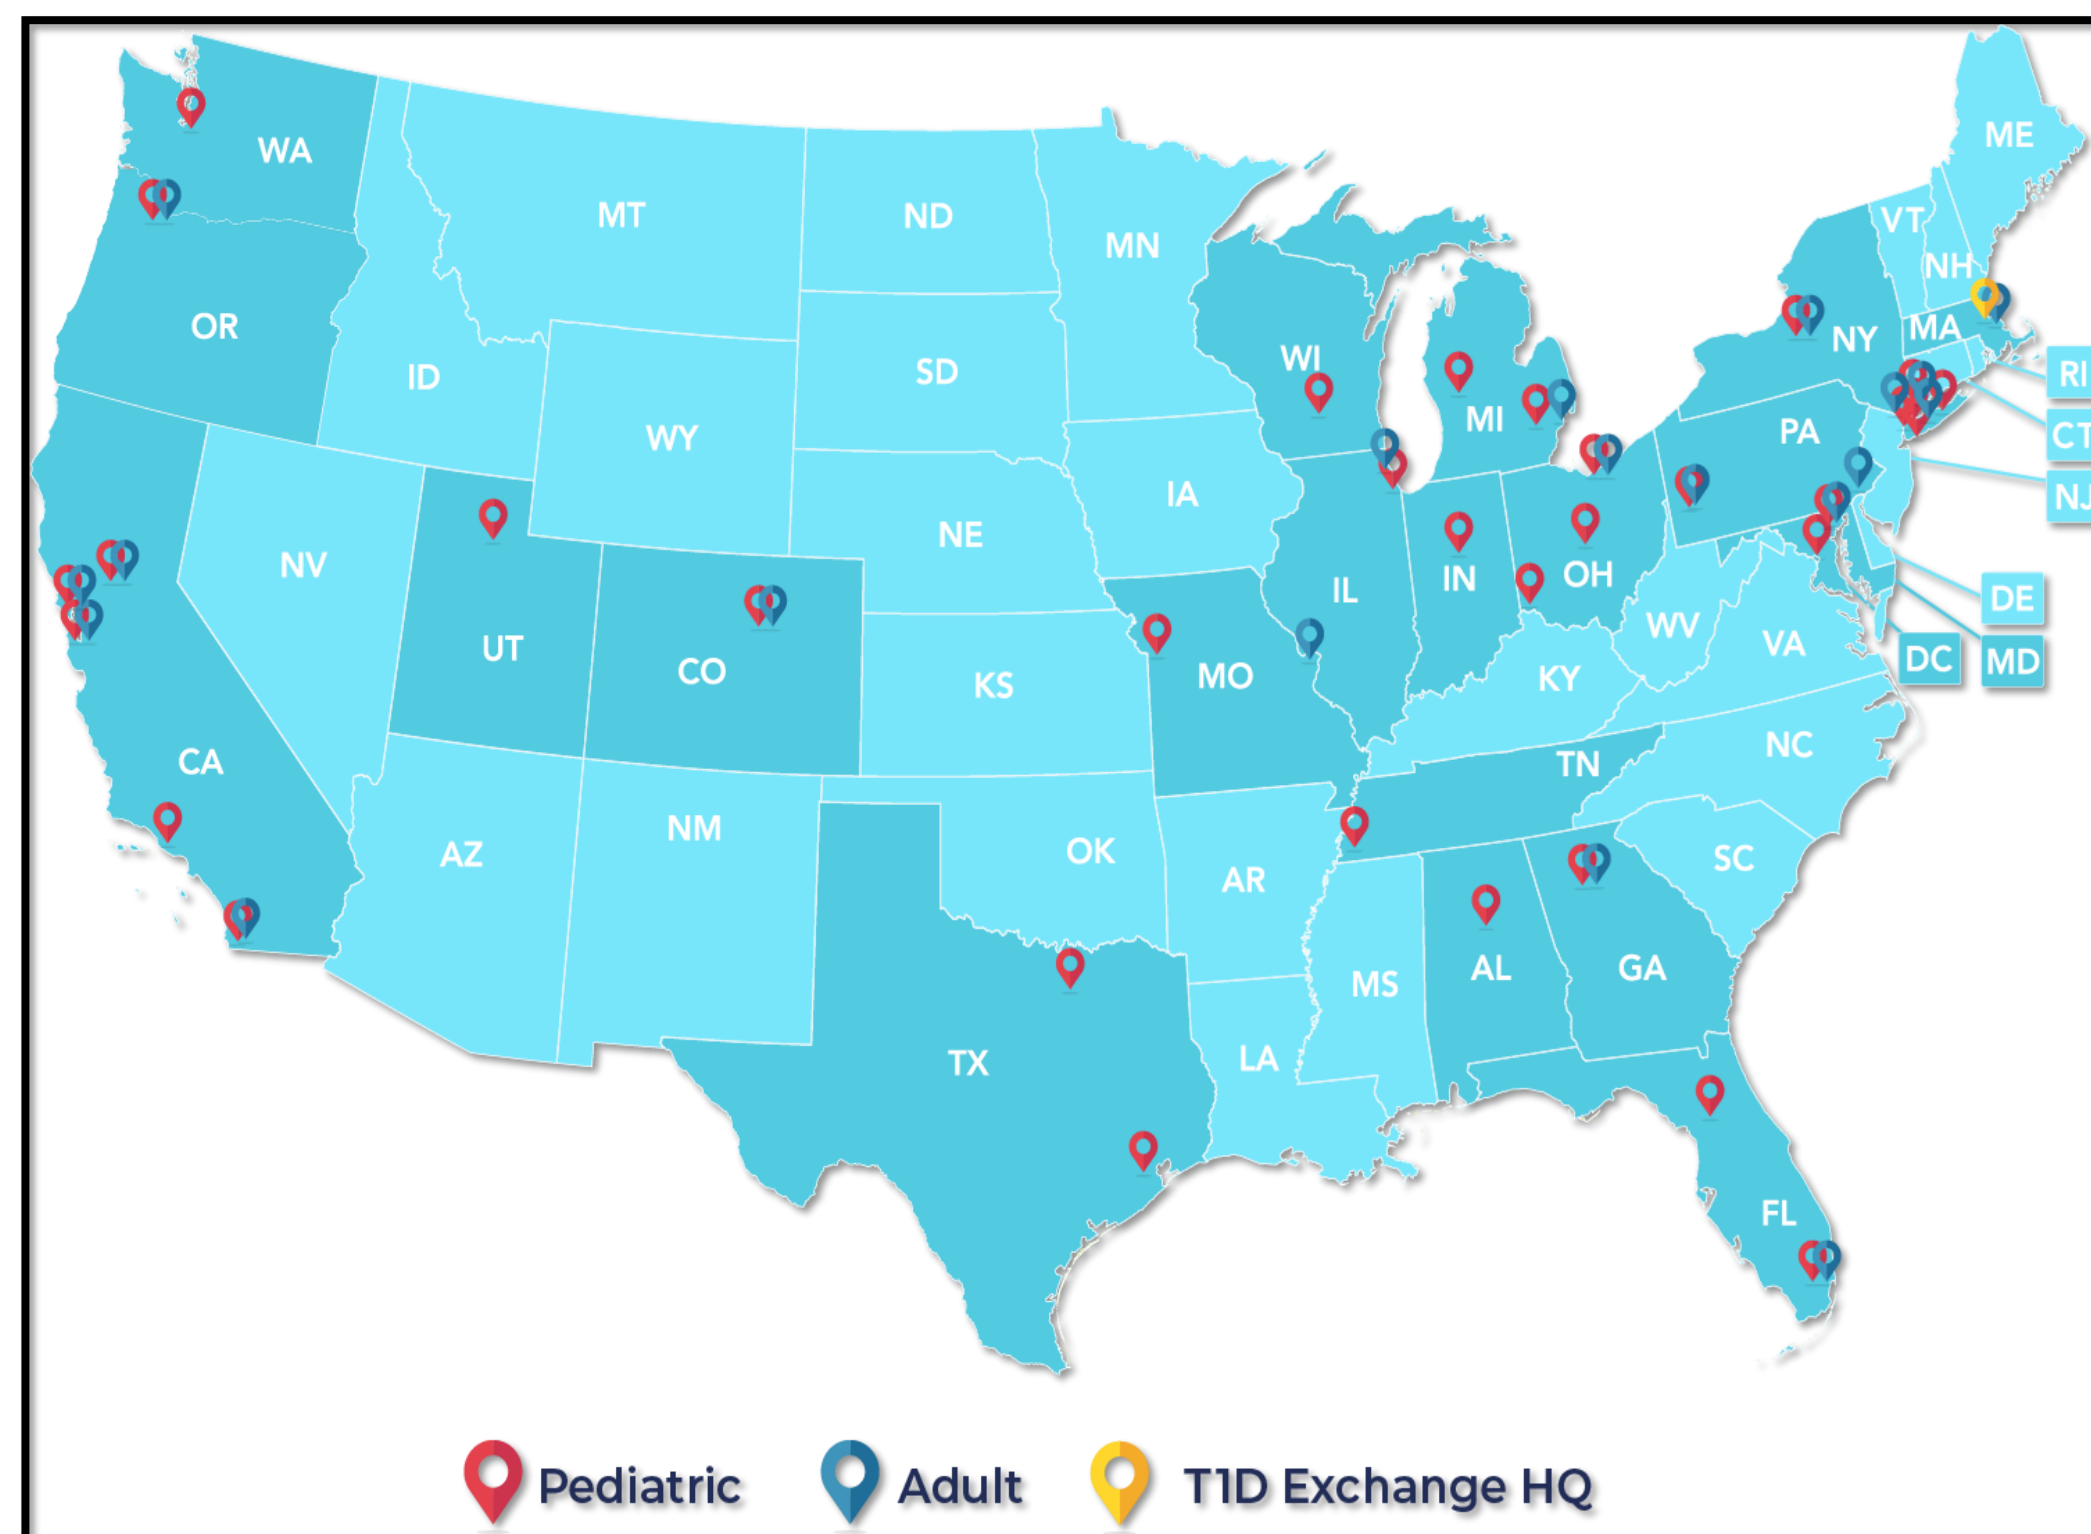 ME
WA
VT
MT
ND
MN
NH
OR
MA
NY
WI
RI
ID
SD
MI
WY
PA
CT
IA
NJ
NE
NV
IN
OH
IL
DE
WV
UT
VA
DC
MD
CO
MO
KY
KS
NC
CA
TN
NM
AZ
OK
SC
AR
AL
GA
MS
LA
TX
FL
Pediatric
Adult
T1D Exchange HQ